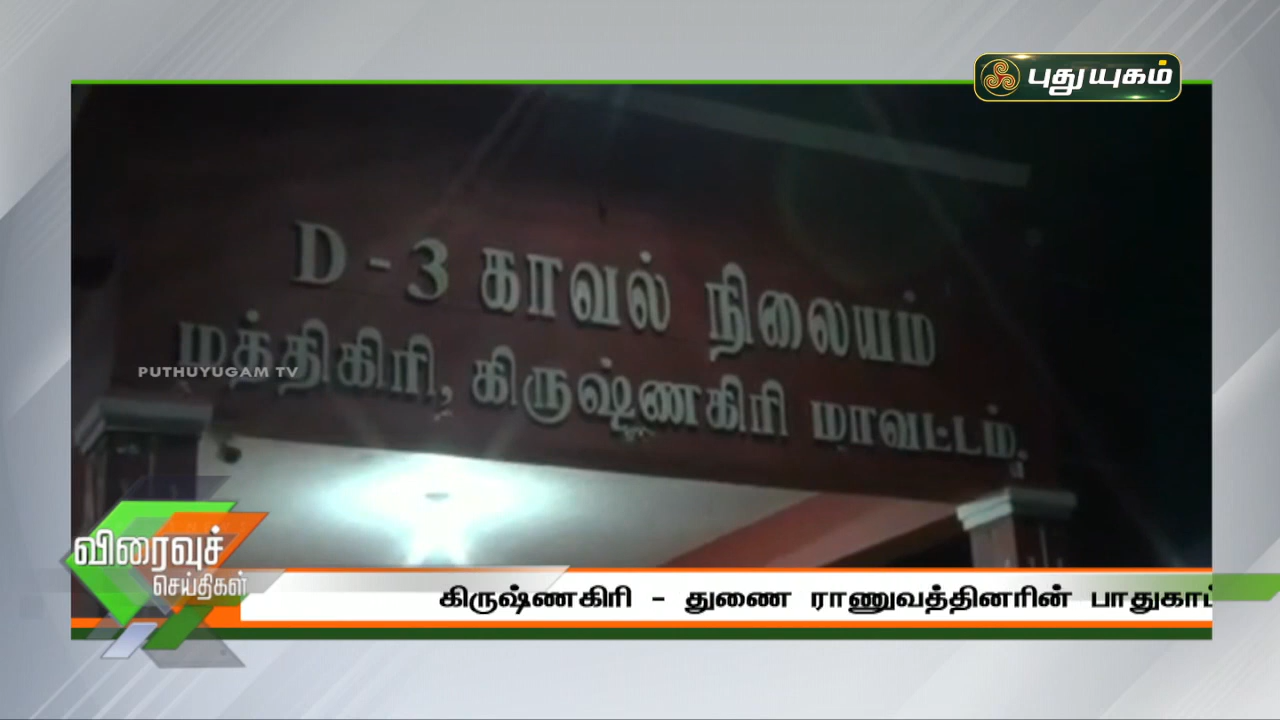 புதுயுகம்
D - 3 காவல் நிலையம்
மத்திகிரி, கிருஷ்ணகிரி மாவட்டம்.
PUTHUYUGAM TV
விரைவுச்
செய்திகள்
கிருஷ்ணகிரி - துணை ராணுவத்தினரின்